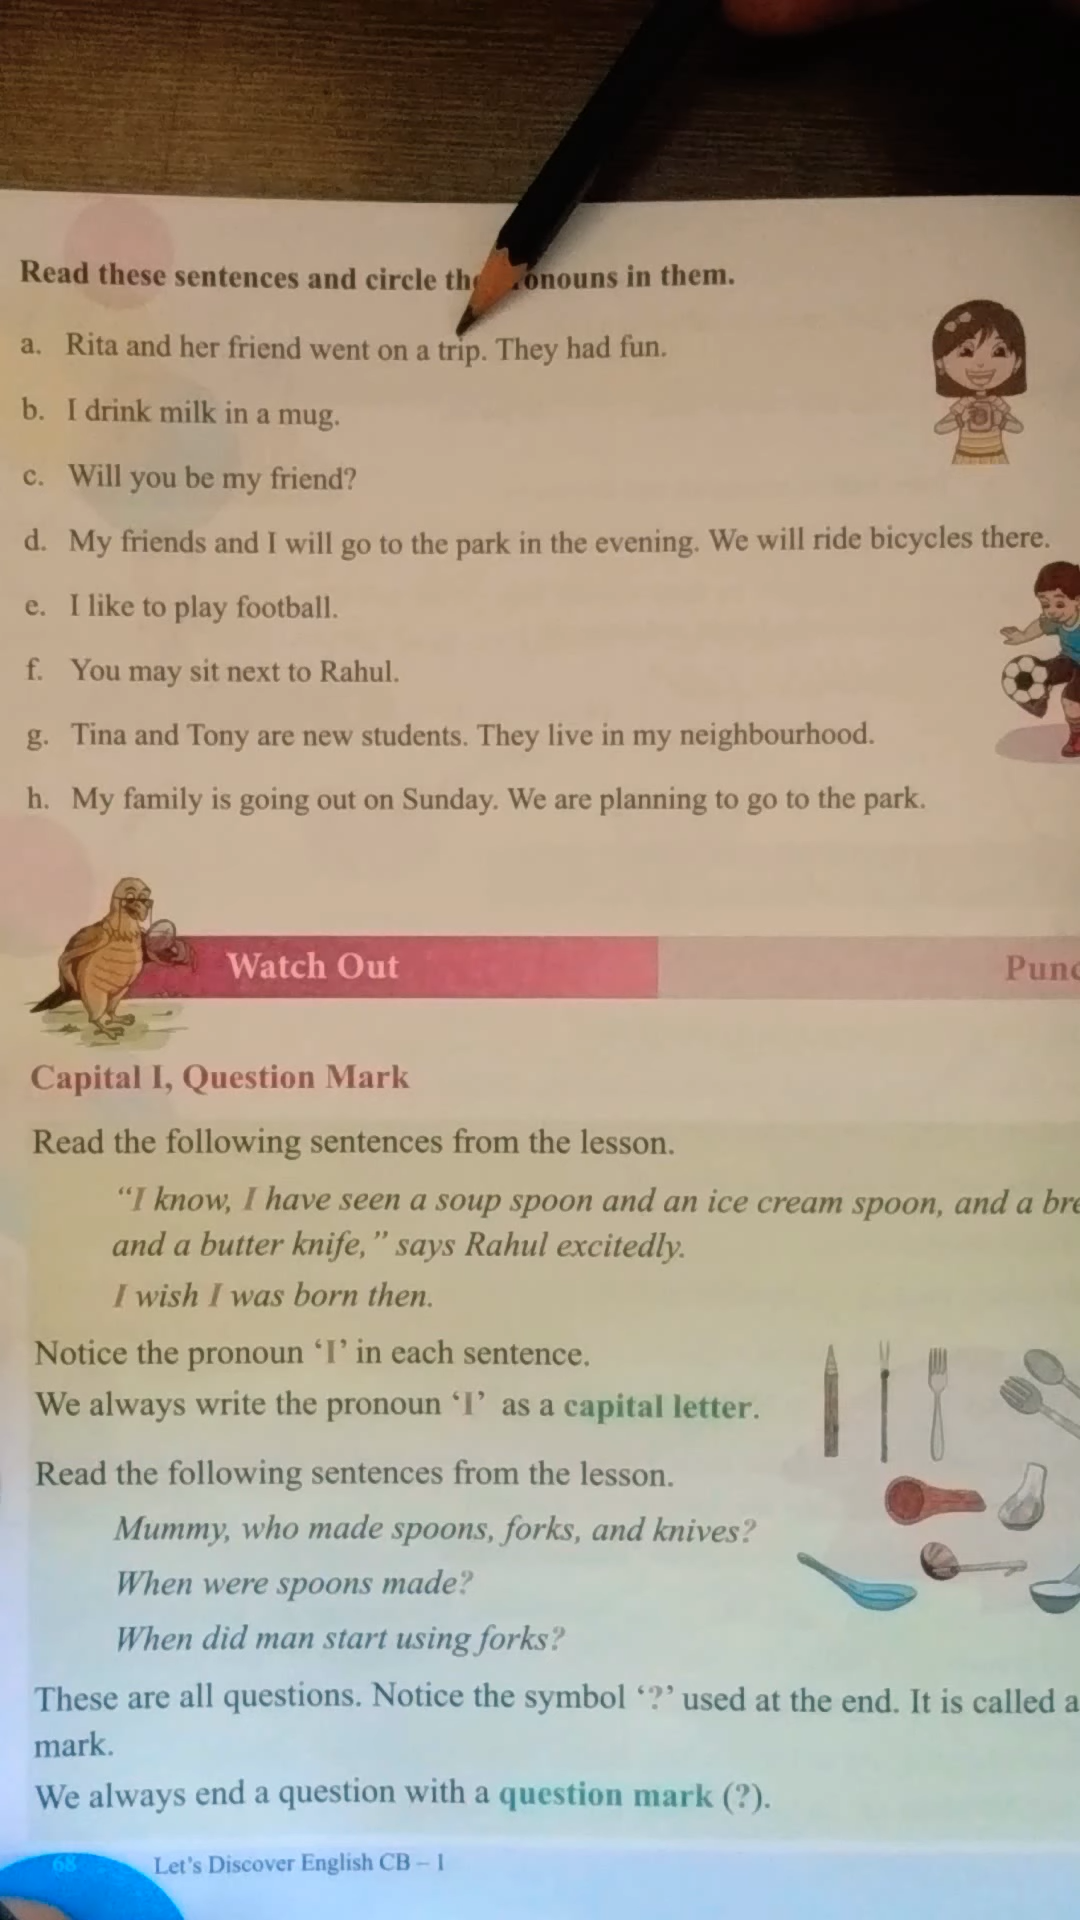 Read these sentences and circle the onouns in them.
a. Rita and her friend went on a trip. They had fun.
b. I drink milk in a mug.
c. Will you be my friend?
d. My friends and I will go to the park in the evening. We will ride bicycles there.
e. I like to play football.
f. You may sit next to Rahul.
g. Tina and Tony are new students. They live in my neighbourhood.
h. My family is going out on Sunday. We are planning to go to the park.
Watch Out
Punc
Capital I, Question Mark
Read the following sentences from the lesson.
“I know, I have seen a soup spoon and an ice cream spoon, and a bre
and a butter knife,” says Rahul excitedly.
I wish I was born then.
Notice the pronoun ‘I’ in each sentence.
We always write the pronoun ‘I’ as a capital letter.
Read the following sentences from the lesson.
Mummy, who made spoons, forks, and knives?
When were spoons made?
When did man start using forks?
These are all questions. Notice the symbol ‘?’ used at the end. It is called a
mark.
We always end a question with a question mark (?).
68 Let’s Discover English CB – 1